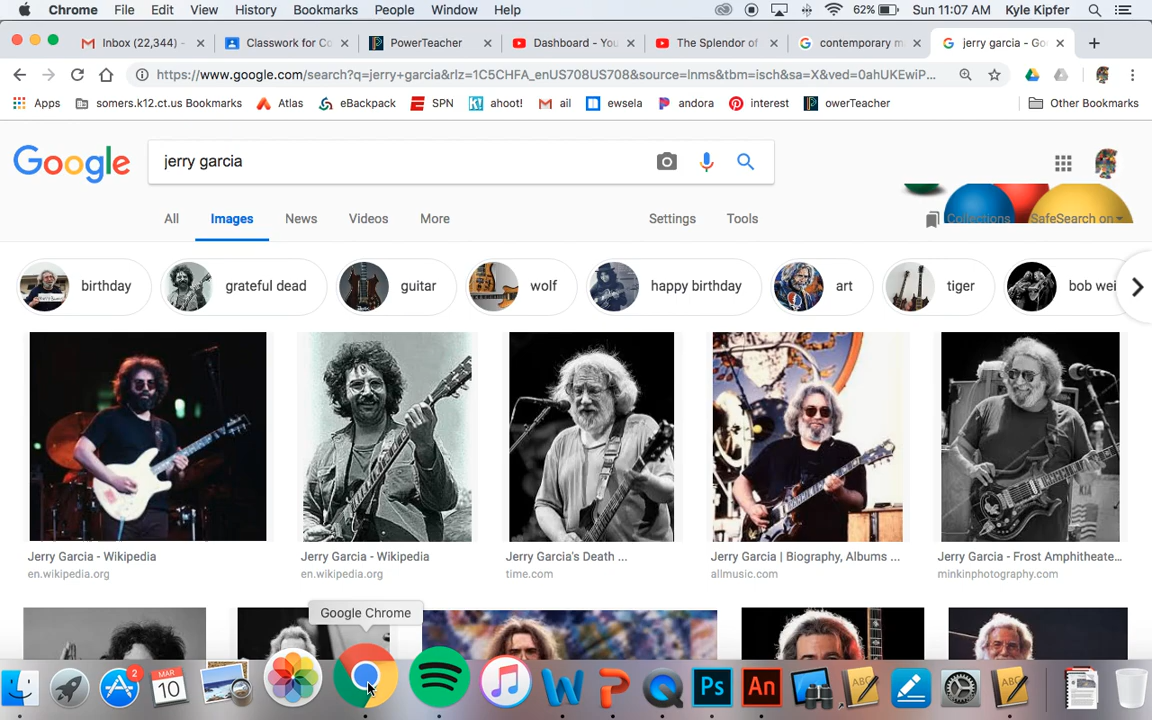 Chrome File Edit View History Bookmarks People Window Help 62% Sun 11:07 AM Kyle Kipfer
Inbox (22,344) - Classwork for Co PowerTeacher Dashboard - You The Splendor of contemporary m jerry garcia - Go
https://www.google.com/search?q=jerry+garcia&rlz=1C5CHFA_enUS708US708&source=lnms&tbm=isch&sa=X&ved=0ahUKEwiP...
Apps somers.k12.ct.us Bookmarks Atlas eBackpack SPN ahoot! ail ewsela andora interest owerTeacher Other Bookmarks
Google jerry garcia
All Images News Videos More Settings Tools Collections SafeSearch on
birthday grateful dead guitar wolf happy birthday art tiger bob wei
Jerry Garcia - Wikipedia Jerry Garcia - Wikipedia Jerry Garcia's Death ... Jerry Garcia | Biography, Albums ... Jerry Garcia - Frost Amphitheate...
en.wikipedia.org en.wikipedia.org time.com allmusic.com minkinphotography.com
Google Chrome
2
MAR
10
W P Ps An